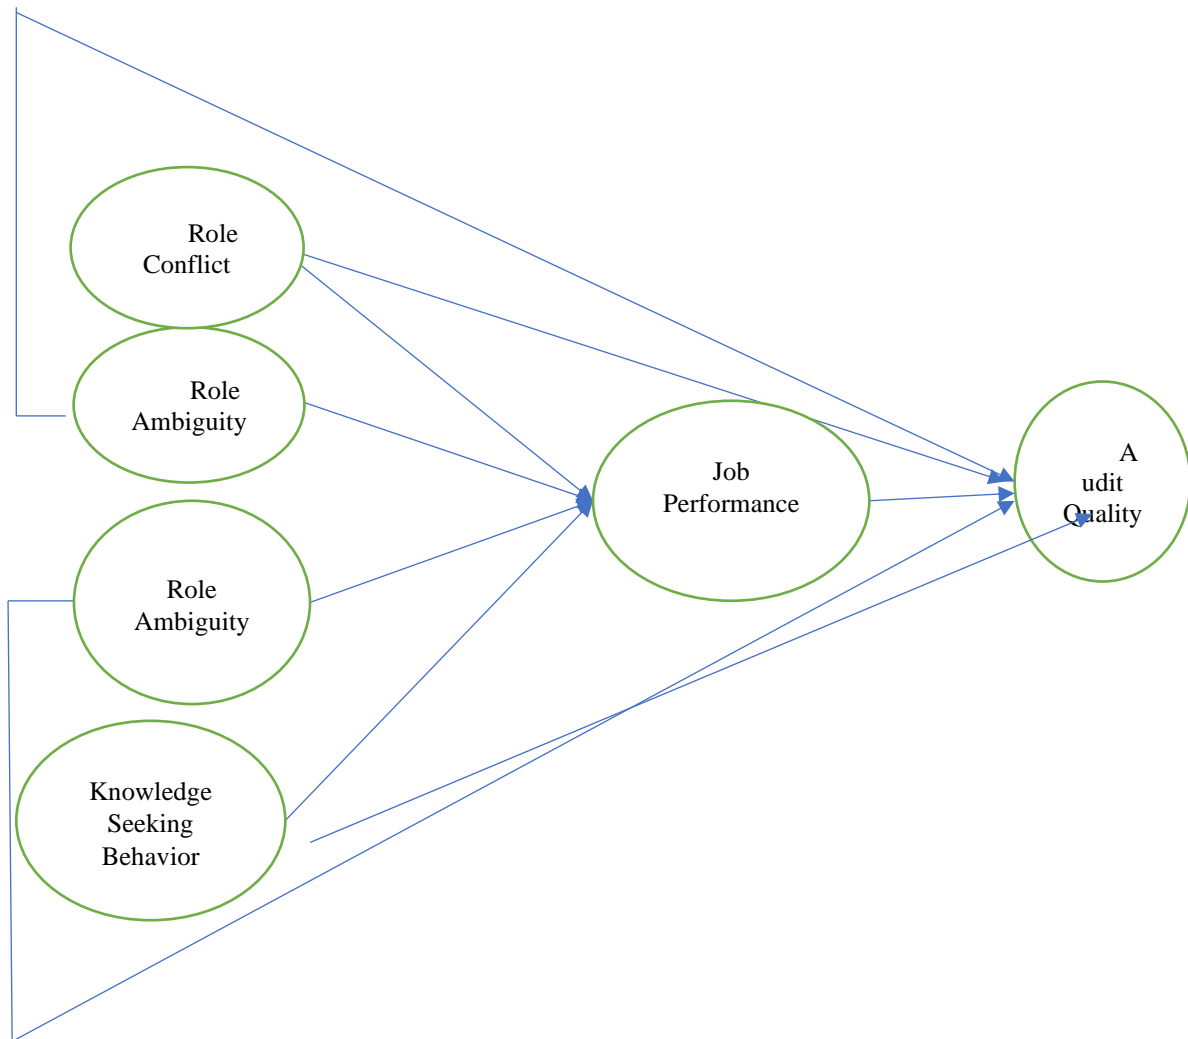 Role
Conflict
Role
Ambiguity
Role
Ambiguity
Knowledge
Seeking
Behavior
Job
Performance
A
udit
Quality